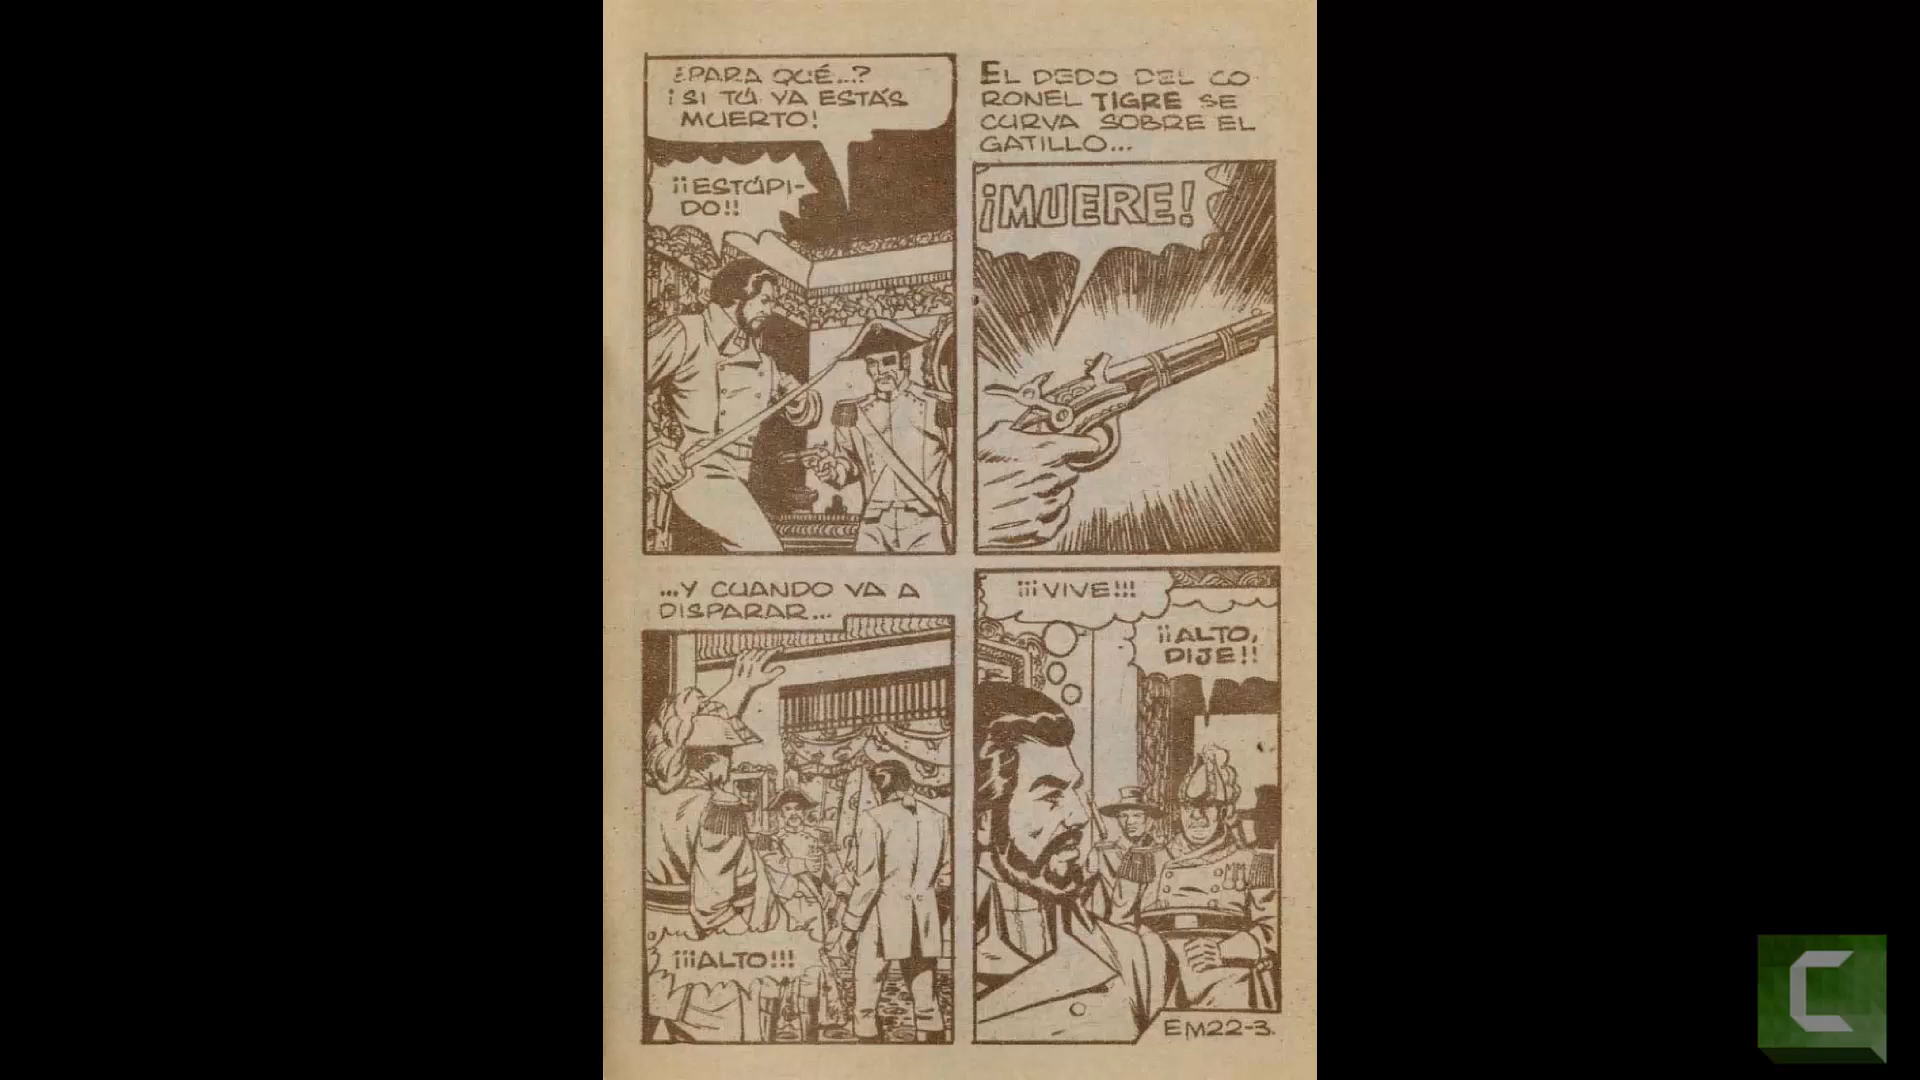 ¿PARA QUÉ...?
¡SI TÚ YA ESTÁS
MUERTO!
¡¡ESTÚPI-
DO!!
EL DEDO DEL CO
RONEL TIGRE SE
CURVA SOBRE EL
GATILLO...
¡MUERE!
...Y CUANDO VA A
DISPARAR...
¡¡¡ALTO!!!
¡¡¡VIVE!!!
¡¡ALTO,
DIJE!!
EM22-3.